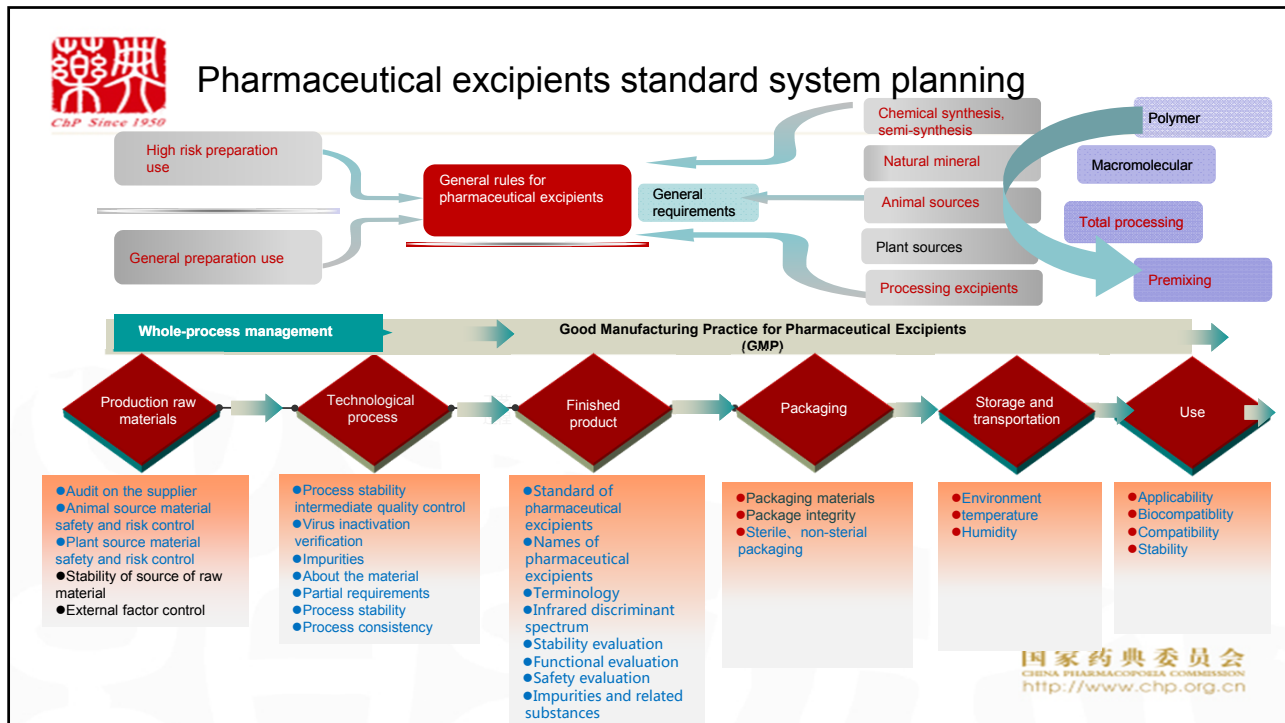 藥典
ChP Since 1950
Pharmaceutical excipients standard system planning
High risk preparation
use
General preparation use
General rules for
pharmaceutical excipients
General
requirements
Chemical synthesis,
semi-synthesis
Natural mineral
Animal sources
Plant sources
Processing excipients
Polymer
Macromolecular
Total processing
Premixing
Whole-process management
Good Manufacturing Practice for Pharmaceutical Excipients
(GMP)
Production raw
materials
Technological
process
Finished
product
Packaging
Storage and
transportation
Use
●Audit on the supplier
●Animal source material
safety and risk control
●Plant source material
safety and risk control
●Stability of source of raw
material
●External factor control
●Process stability
intermediate quality control
●Virus inactivation
verification
●Impurities
●About the material
●Partial requirements
●Process stability
●Process consistency
●Standard of
pharmaceutical
excipients
●Names of
pharmaceutical
excipients
●Terminology
●Infrared discriminant
spectrum
●Stability evaluation
●Functional evaluation
●Safety evaluation
●Impurities and related
substances
●Packaging materials
●Package integrity
●Sterile、non-sterial
packaging
●Environment
●temperature
●Humidity
●Applicability
●Biocompatiblity
●Compatibility
●Stability
国家药典委员会
CHINA PHARMACOPOEIA COMMISSION
http://www.chp.org.cn